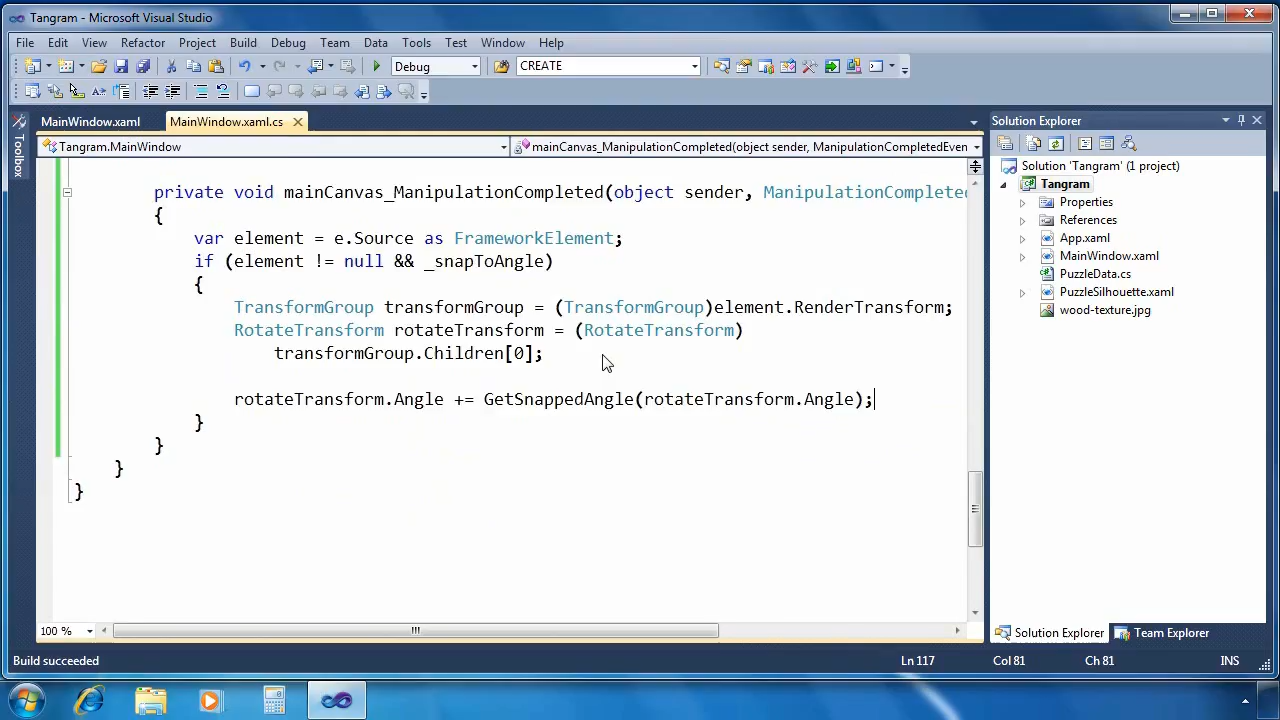 Tangram - Microsoft Visual Studio
File Edit View Refactor Project Build Debug Team Data Tools Test Window Help
Debug CREATE
MainWindow.xaml MainWindow.xaml.cs
Toolbox
Tangram.MainWindow mainCanvas_ManipulationCompleted(object sender, ManipulationCompletedEven
private void mainCanvas_ManipulationCompleted(object sender, ManipulationCompleted
{
var element = e.Source as FrameworkElement;
if (element != null && _snapToAngle)
{
TransformGroup transformGroup = (TransformGroup)element.RenderTransform;
RotateTransform rotateTransform = (RotateTransform)
transformGroup.Children[0];
rotateTransform.Angle += GetSnappedAngle(rotateTransform.Angle);
}
}
}
}
100 %
Solution Explorer
Solution 'Tangram' (1 project)
Tangram
Properties
References
App.xaml
MainWindow.xaml
PuzzleData.cs
PuzzleSilhouette.xaml
wood-texture.jpg
Solution Explorer Team Explorer
Build succeeded Ln 117 Col 81 Ch 81 INS